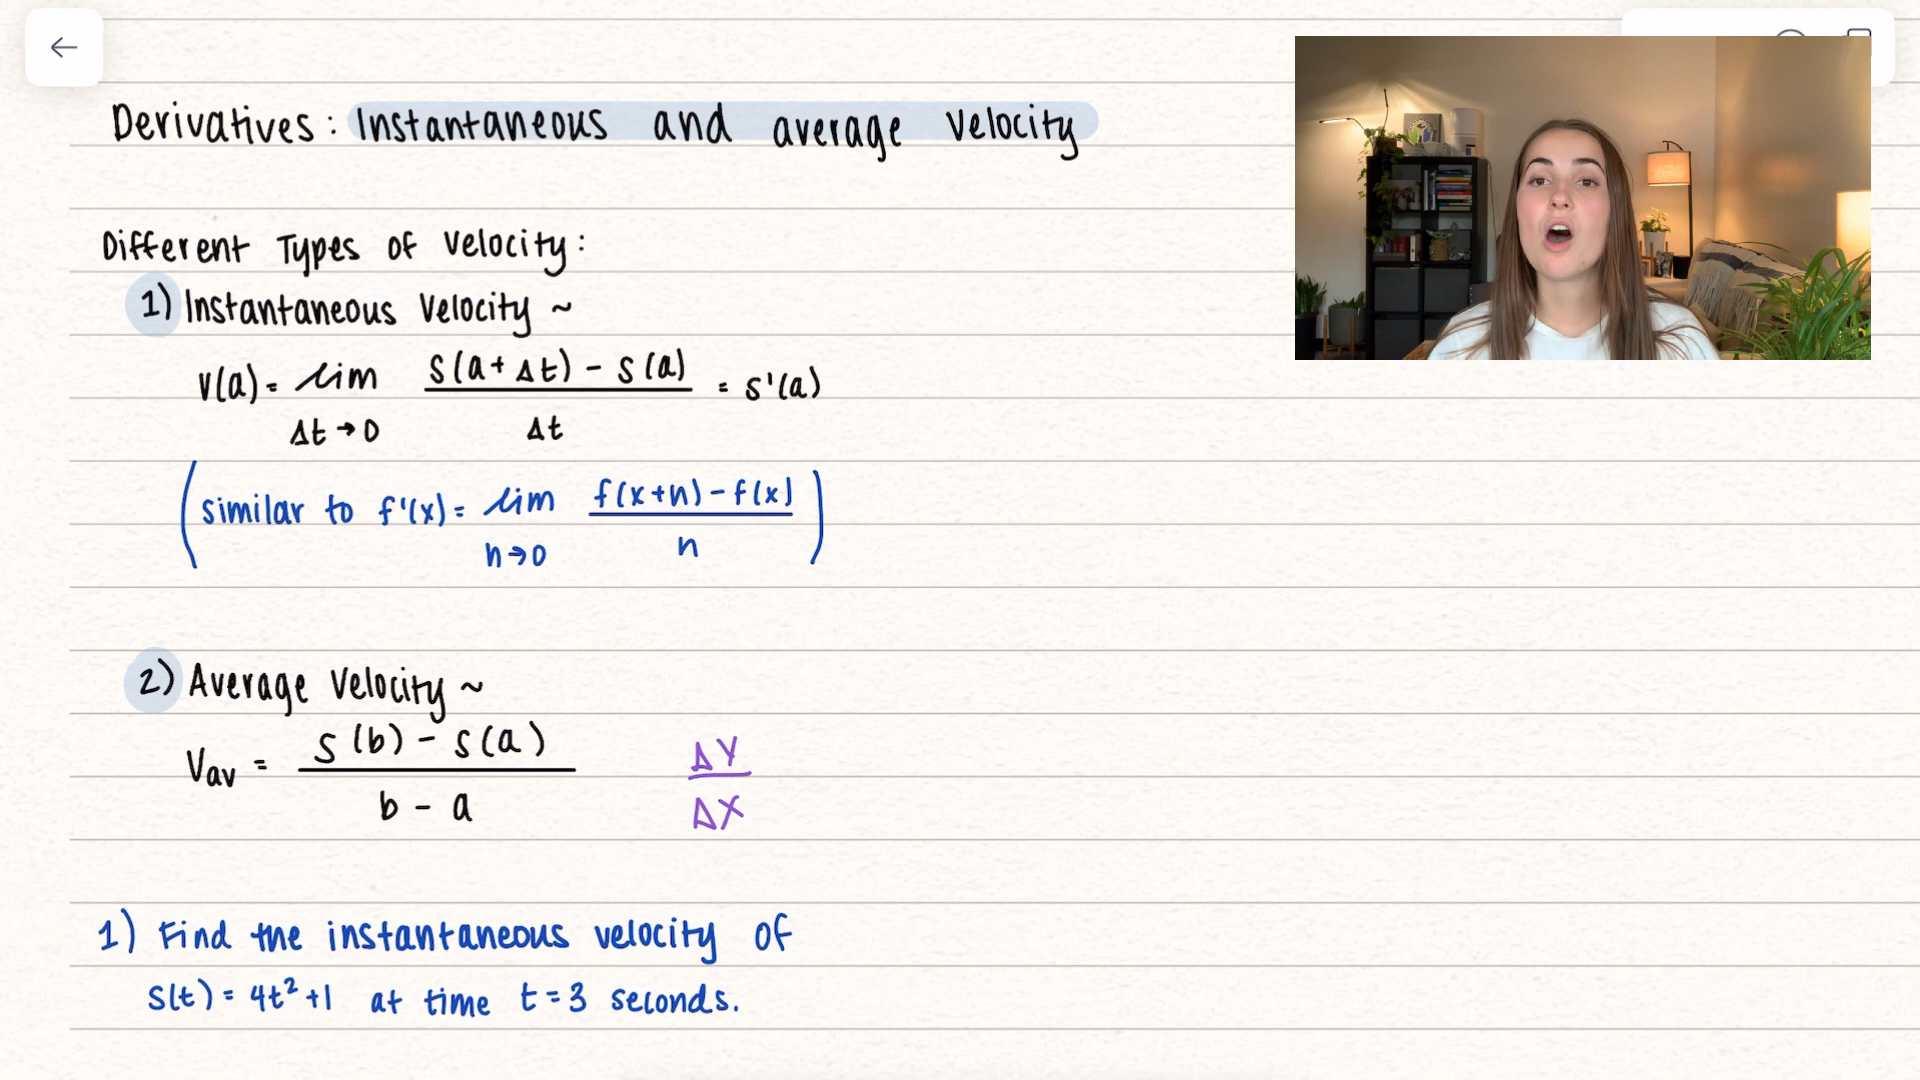 Derivatives: Instantaneous and average velocity
Different Types of Velocity:
1) Instantaneous Velocity ~
v(a) = lim Δt→0 s(a+Δt) - s(a) / Δt = s'(a)
(similar to f'(x) = lim h→0 f(x+h) - f(x) / h)
2) Average Velocity ~
Vav = s(b) - s(a) / b - a
ΔY / ΔX
1) Find the instantaneous velocity of
s(t) = 4t²+1 at time t=3 seconds.